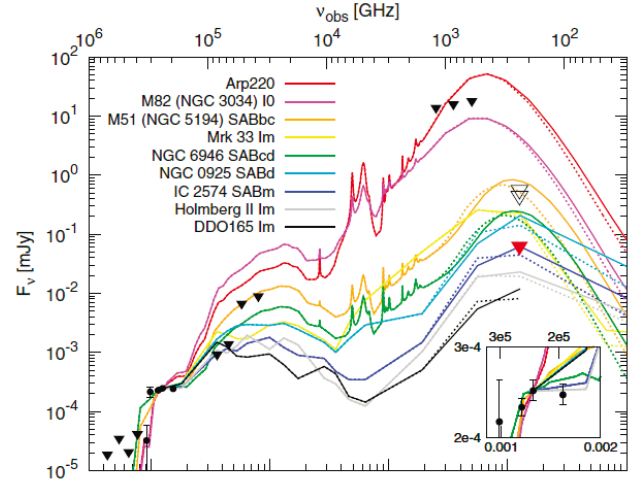 ν_obs [GHz]
10^6 10^5 10^4 10^3 10^2
10^2
10^1
10^0
10^-1
10^-2
10^-3
10^-4
10^-5
F_ν [mJy]
Arp220
M82 (NGC 3034) I0
M51 (NGC 5194) SABbc
Mrk 33 Im
NGC 6946 SABcd
NGC 0925 SABd
IC 2574 SABm
Holmberg II Im
DDO165 Im
3e5 2e5
3e-4
2e-4
0.001 0.002